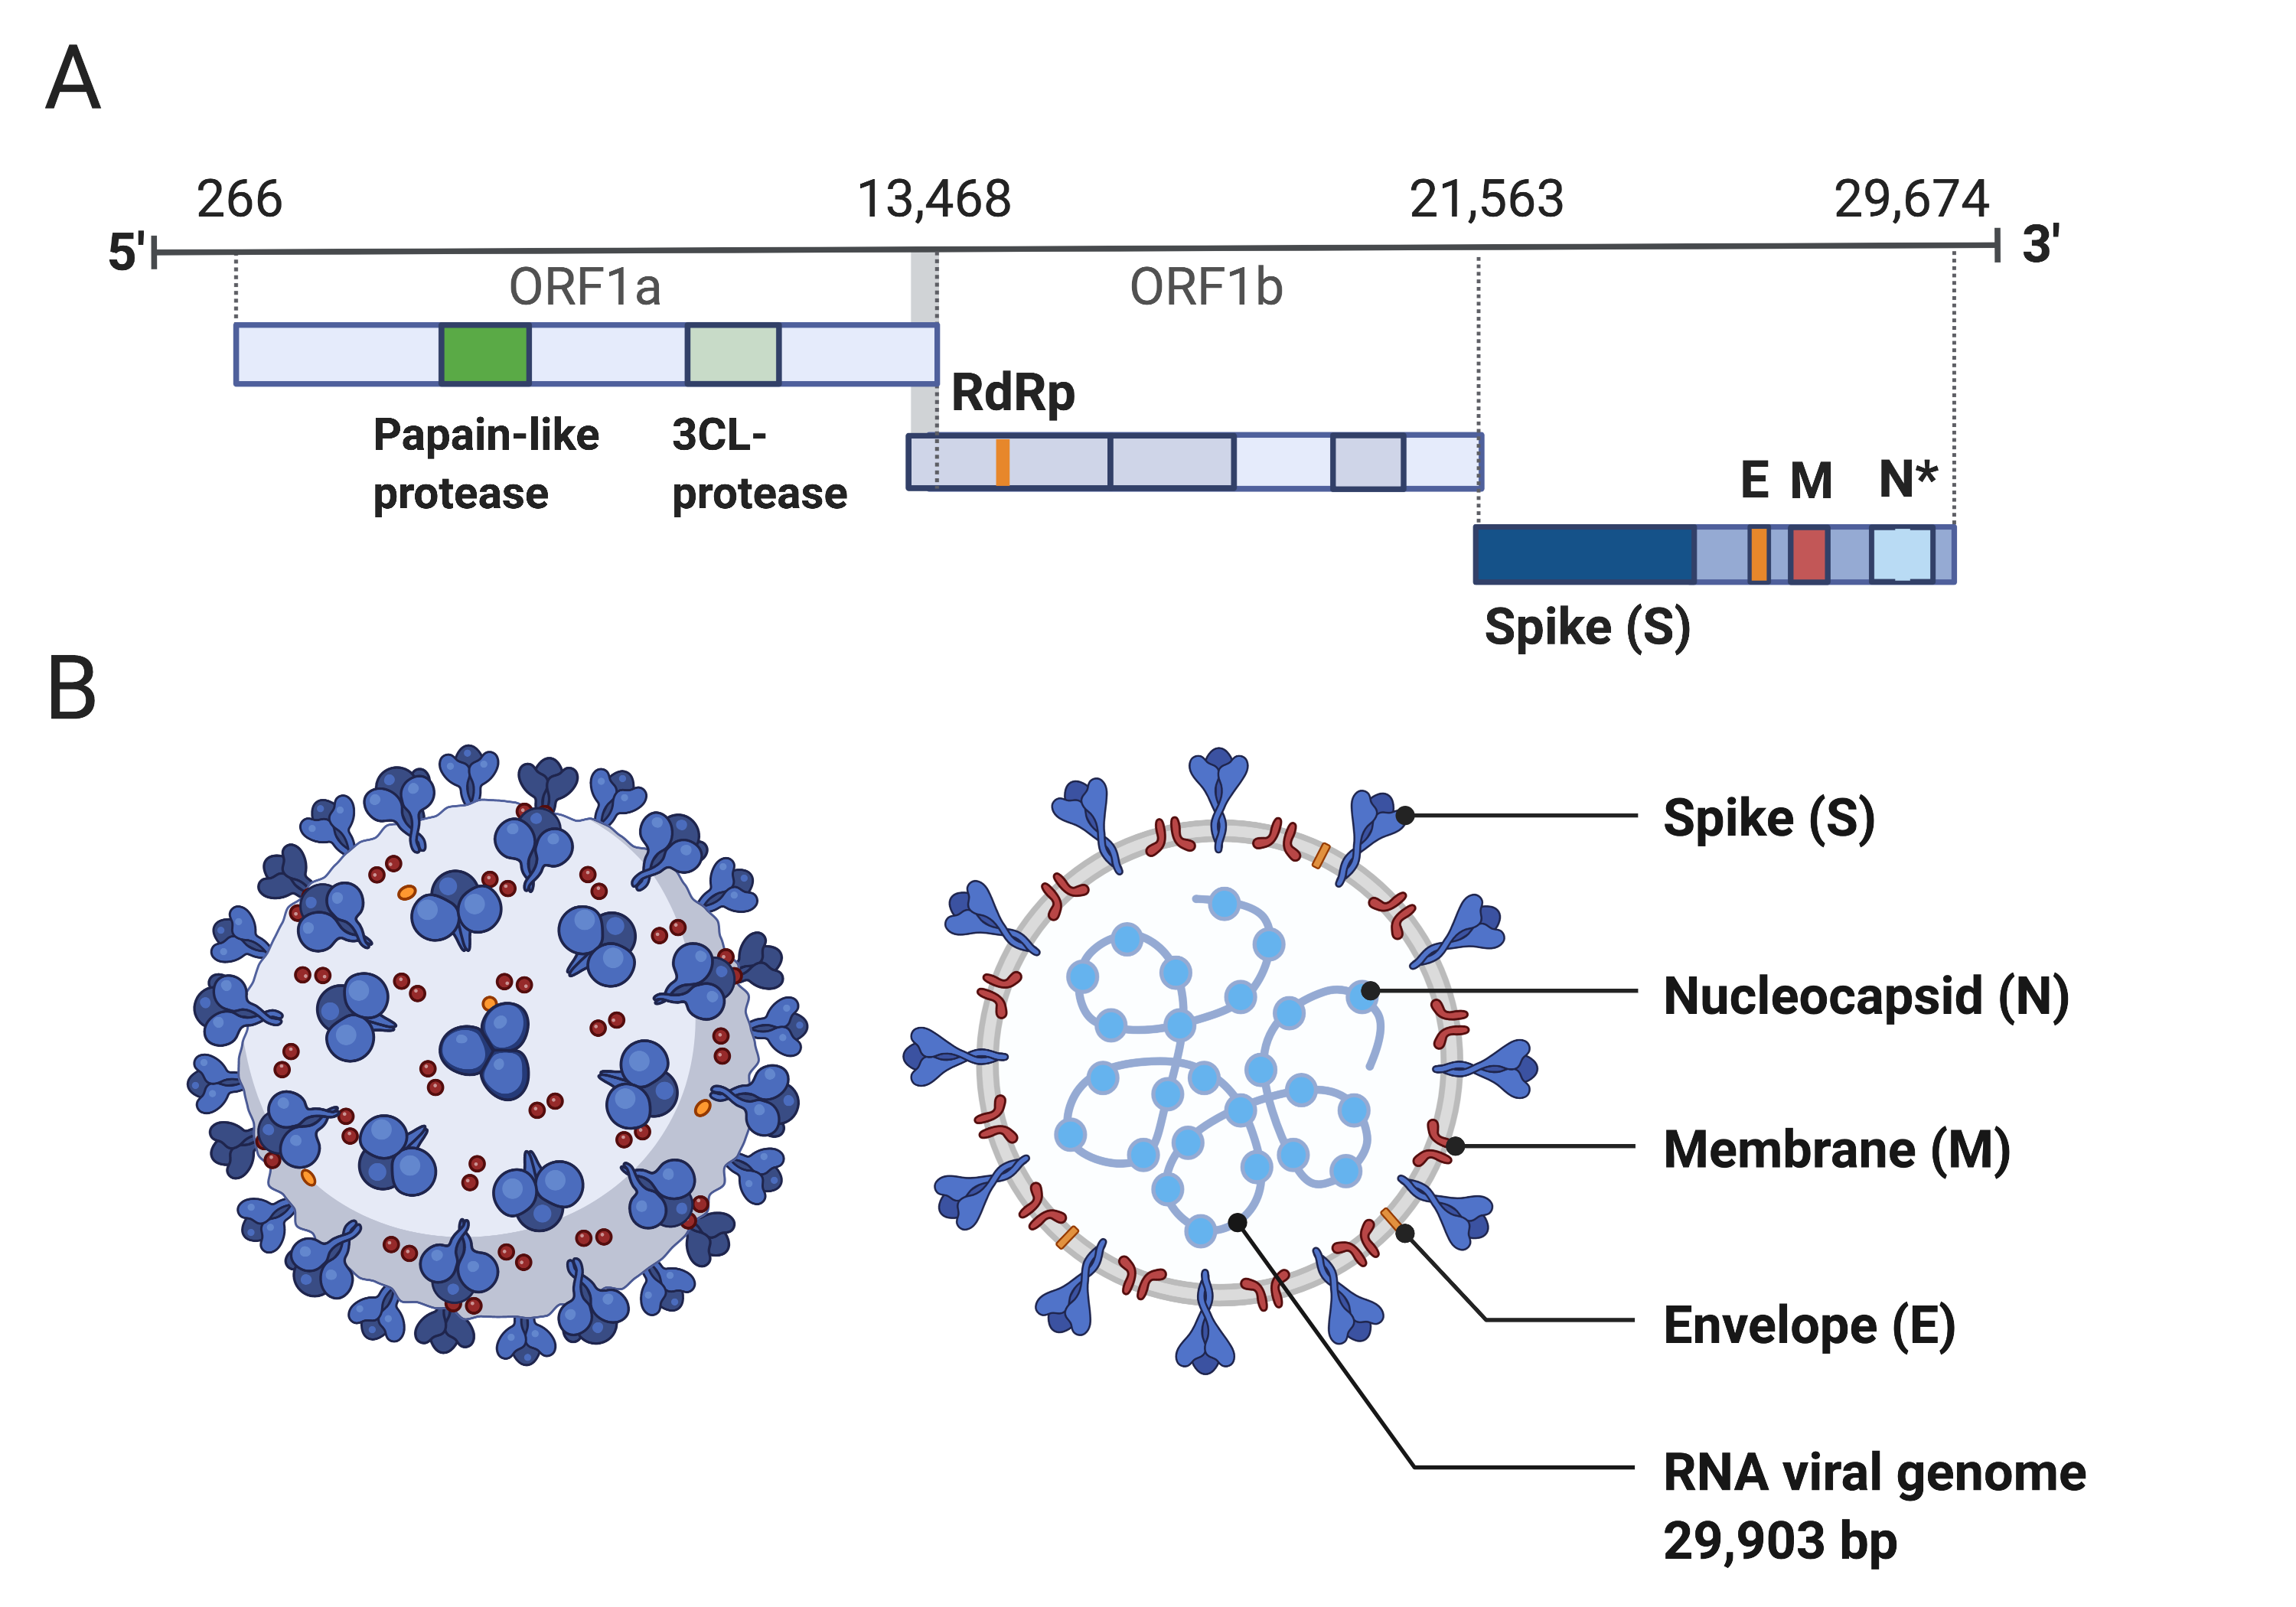 A
266 13,468 21,563 29,674
5' 3'
ORF1a ORF1b
RdRp
Papain-like
protease
3CL-
protease
E M N*
Spike (S)
B
Spike (S)
Nucleocapsid (N)
Membrane (M)
Envelope (E)
RNA viral genome
29,903 bp